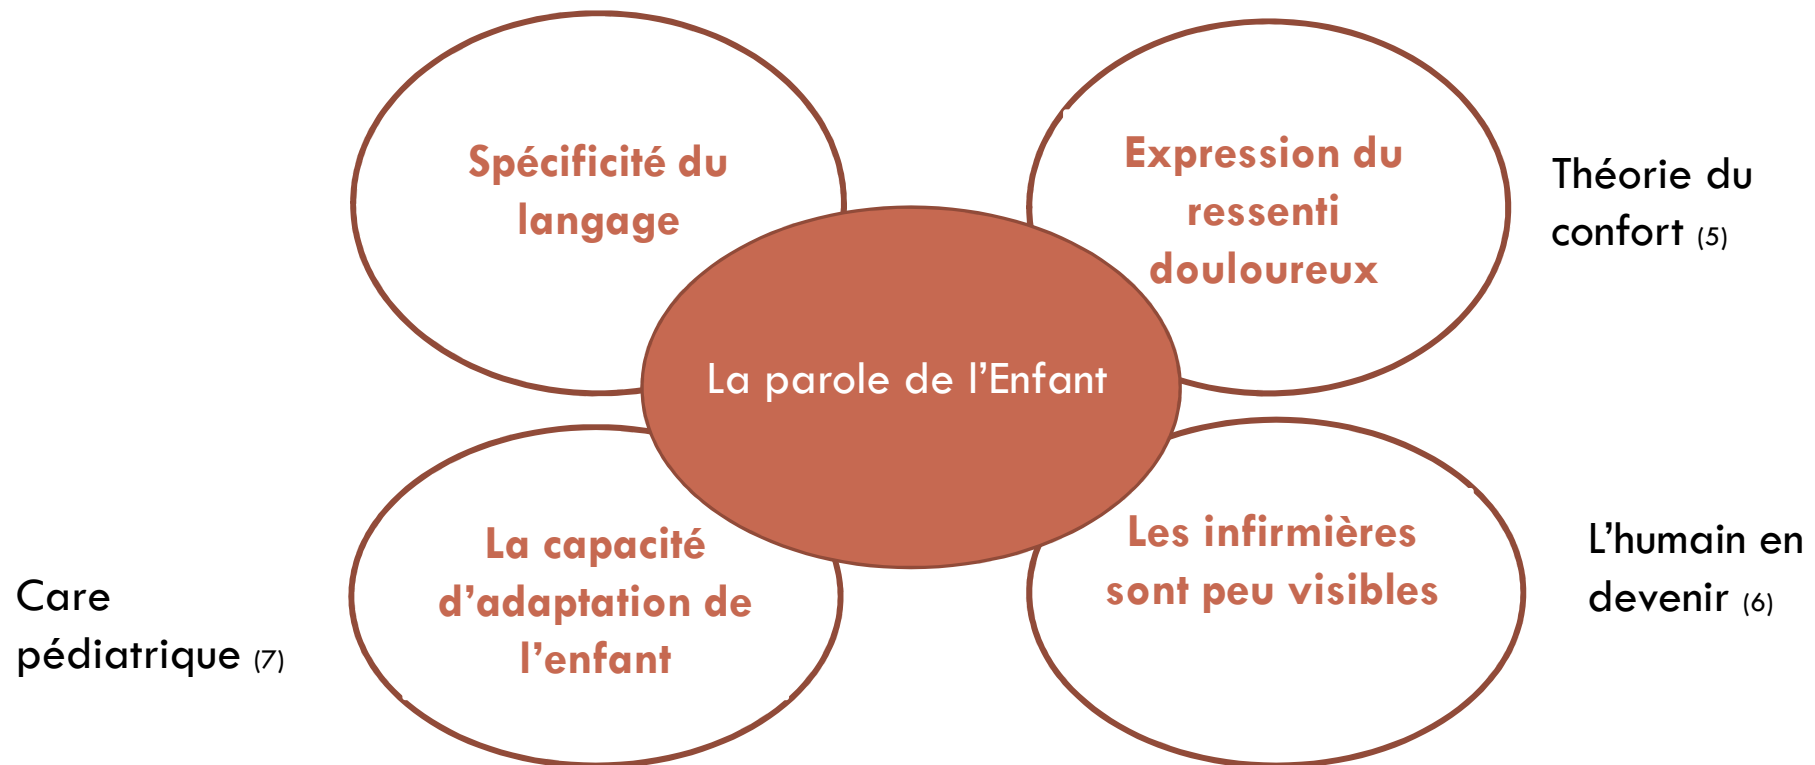 Spécificité du
langage
Expression du
ressenti
douloureux
Théorie du
confort (5)
La parole de l’Enfant
La capacité
d’adaptation de
l’enfant
Les infirmières
sont peu visibles
Care
pédiatrique (7)
L’humain en
devenir (6)